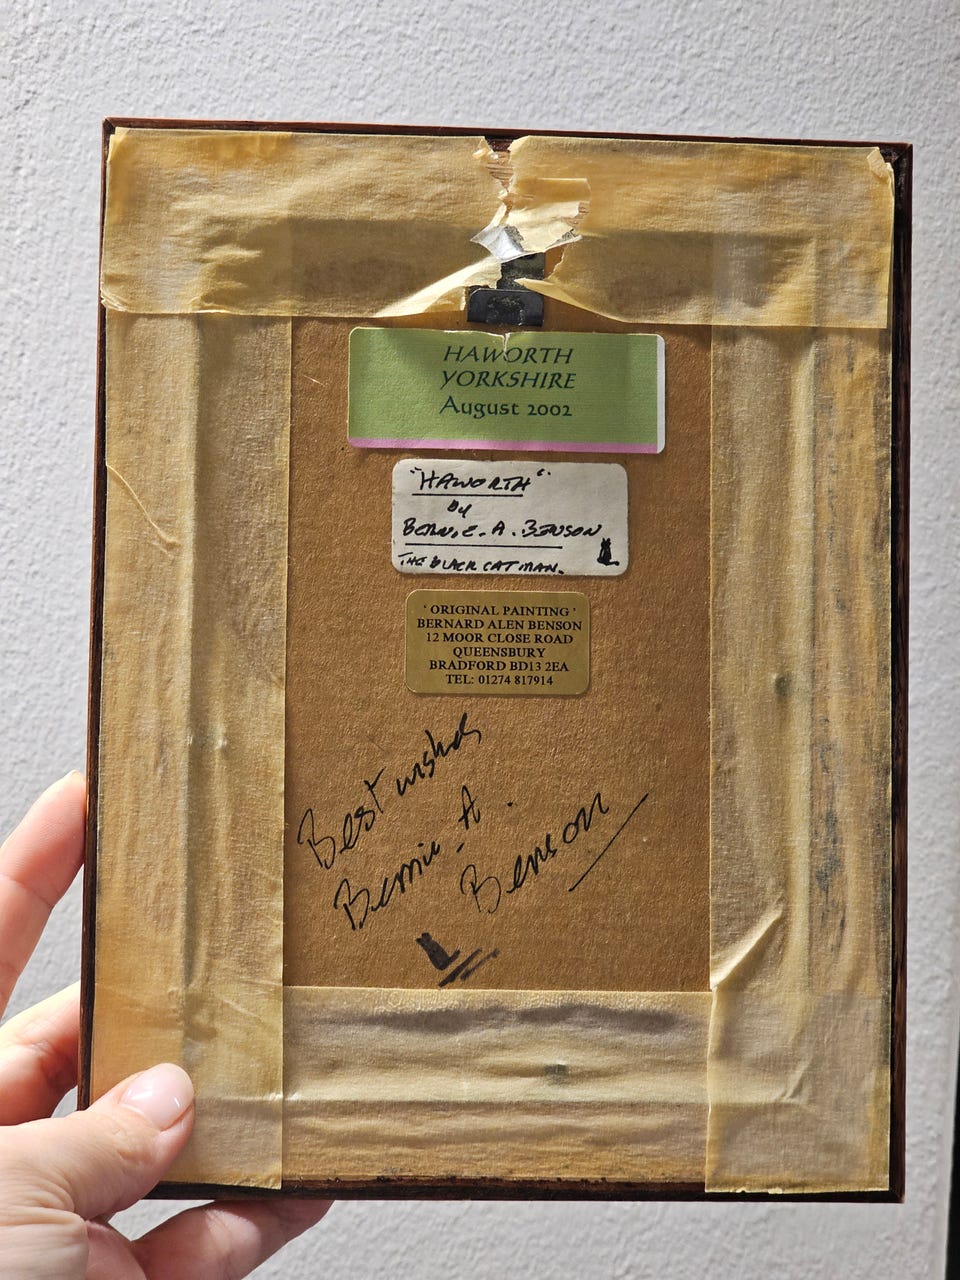 HAWORTH
YORKSHIRE
August 2002
"HAWORTH"
by
BERNIE. A. BENSON
THE BLACK CAT MAN.
'ORIGINAL PAINTING'
BERNARD ALEN BENSON
12 MOOR CLOSE ROAD
QUEENSBURY
BRADFORD BD13 2EA
TEL: 01274 817914
Best wishes
Bernie A.
Benson